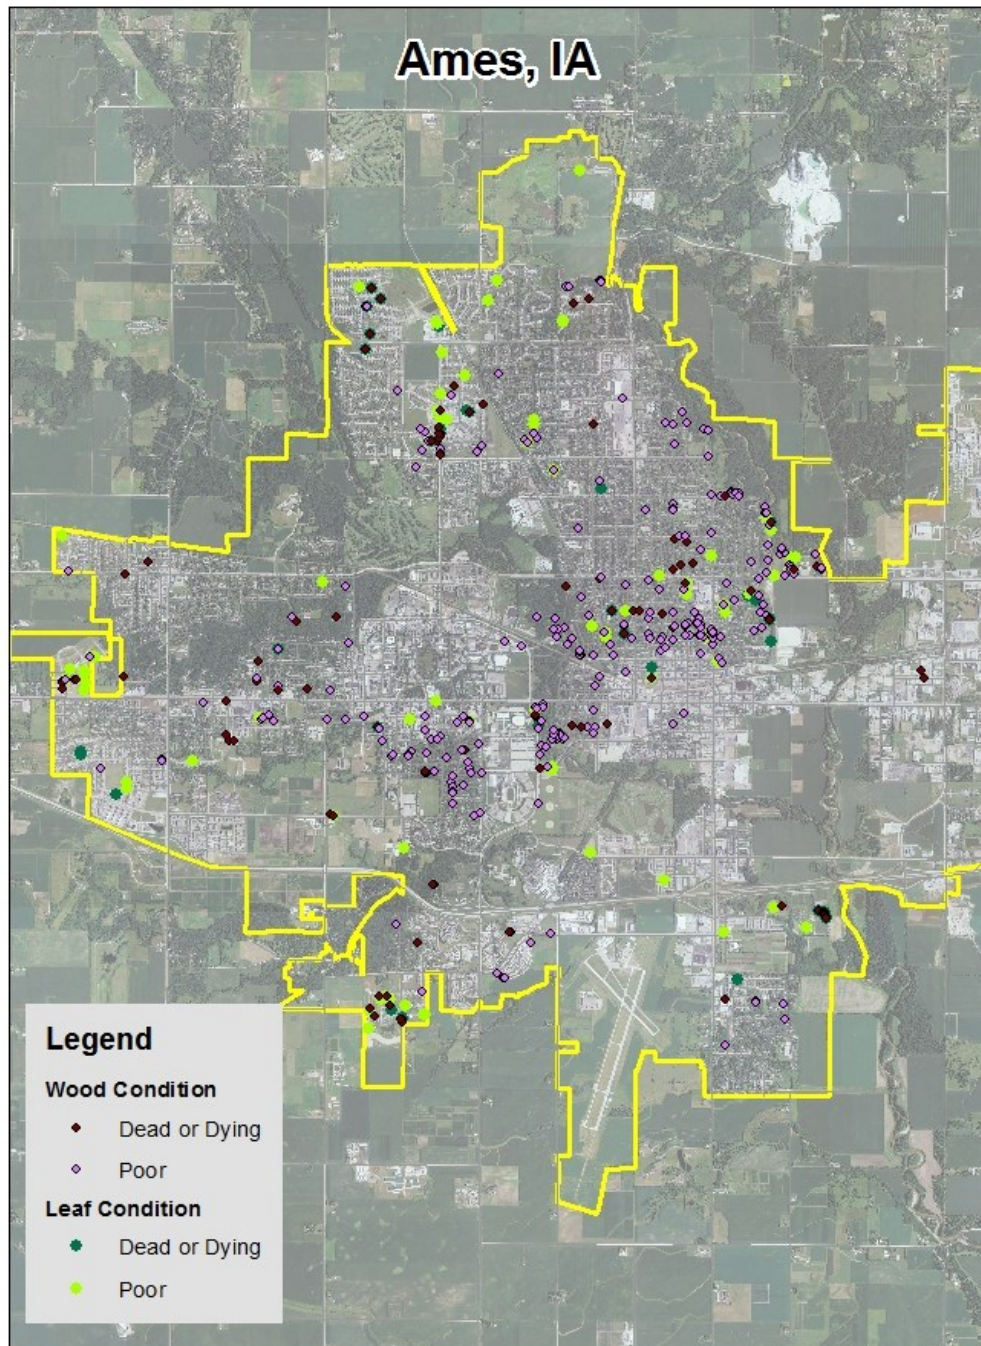 Ames, IA
Legend
Wood Condition
Dead or Dying
Poor
Leaf Condition
Dead or Dying
Poor